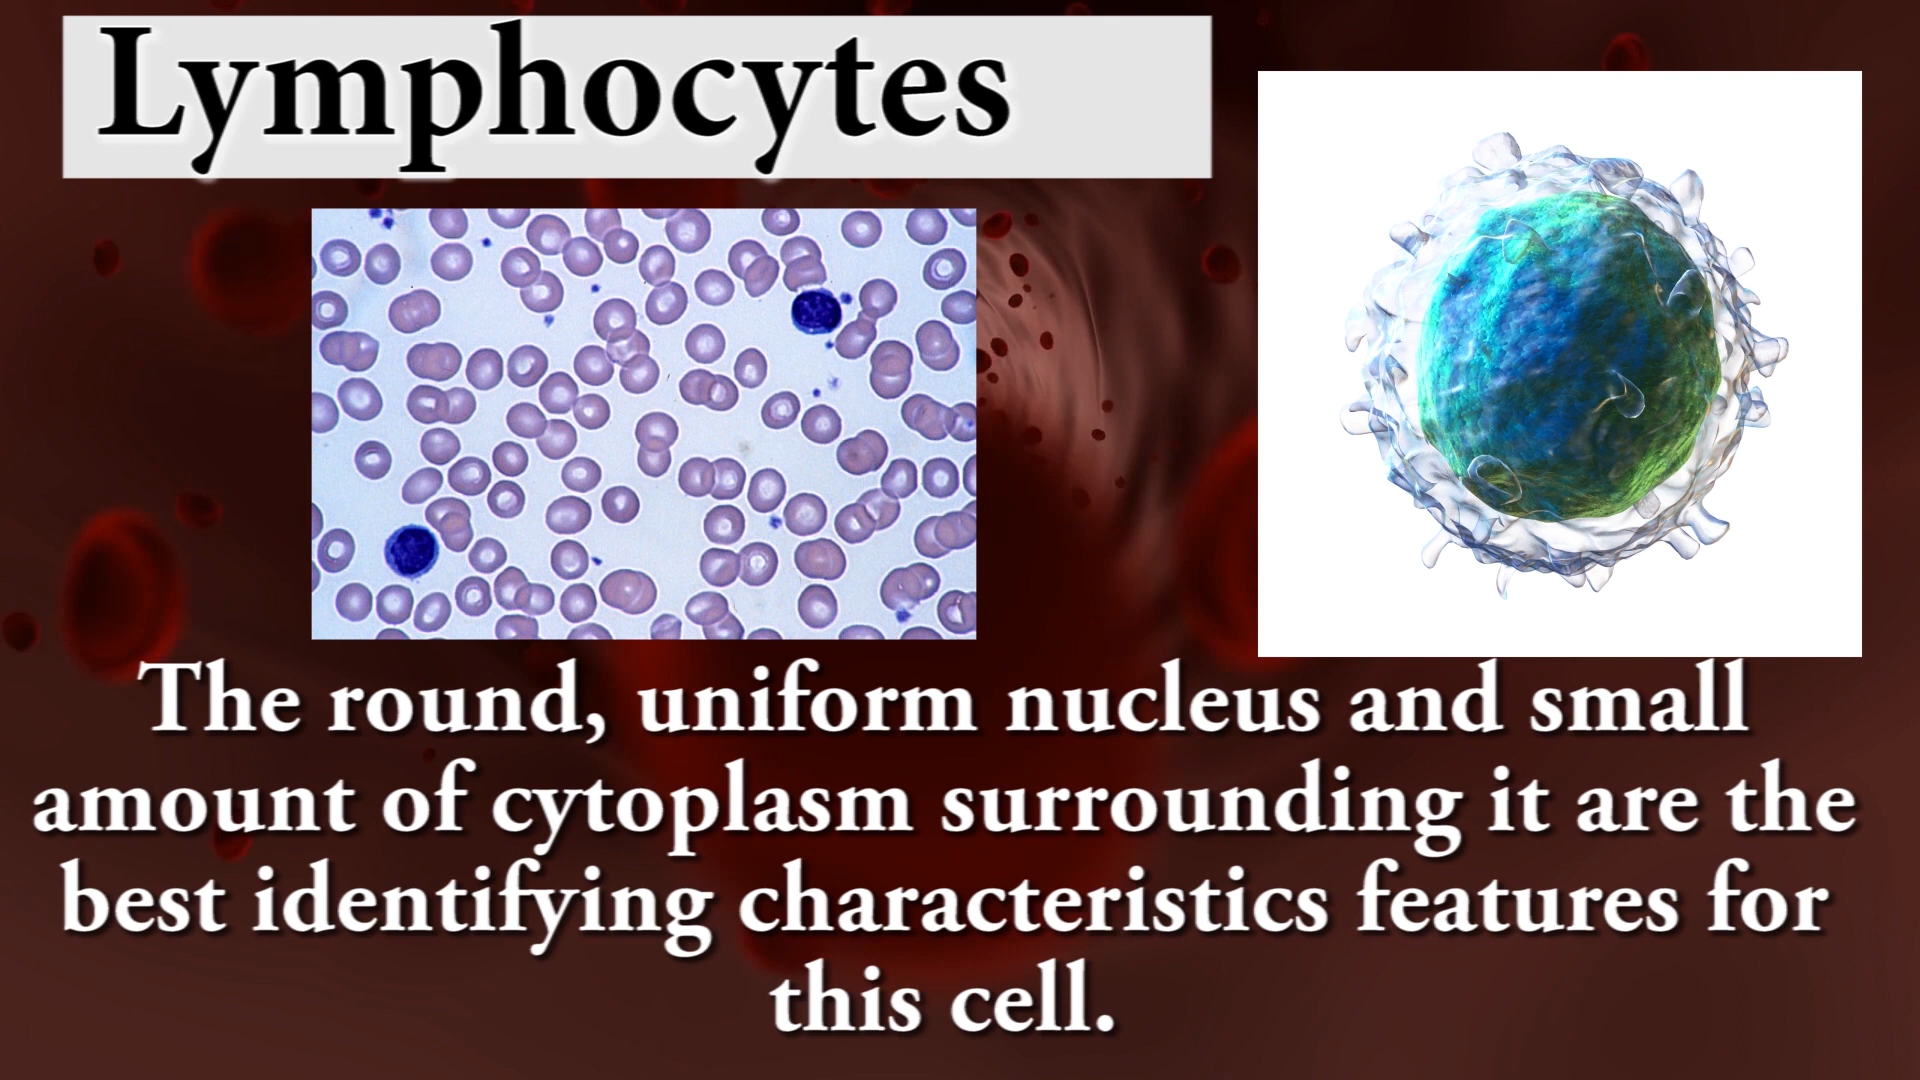 Lymphocytes
The round, uniform nucleus and small
amount of cytoplasm surrounding it are the
best identifying characteristics features for
this cell.